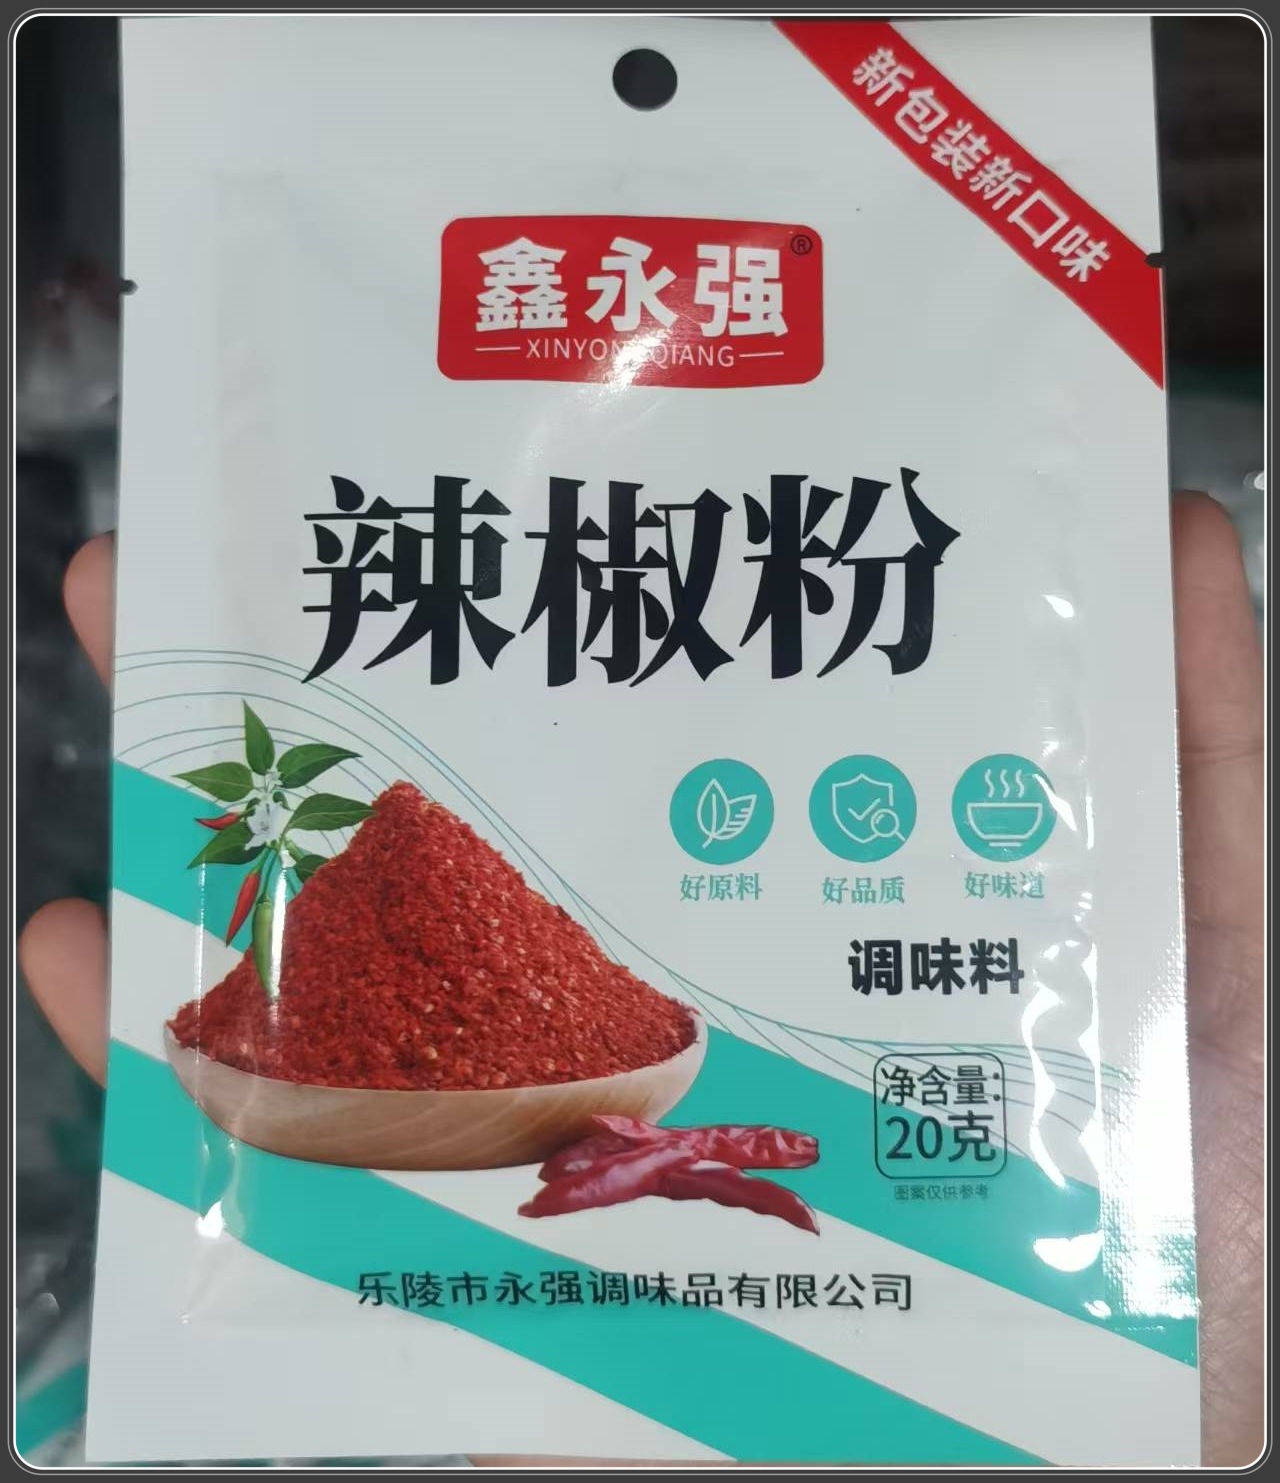 新包装新口味
鑫永强®
XINYONGQIANG
辣椒粉
好原料 好品质 好味道
调味料
净含量:
20克
图案仅供参考
乐陵市永强调味品有限公司